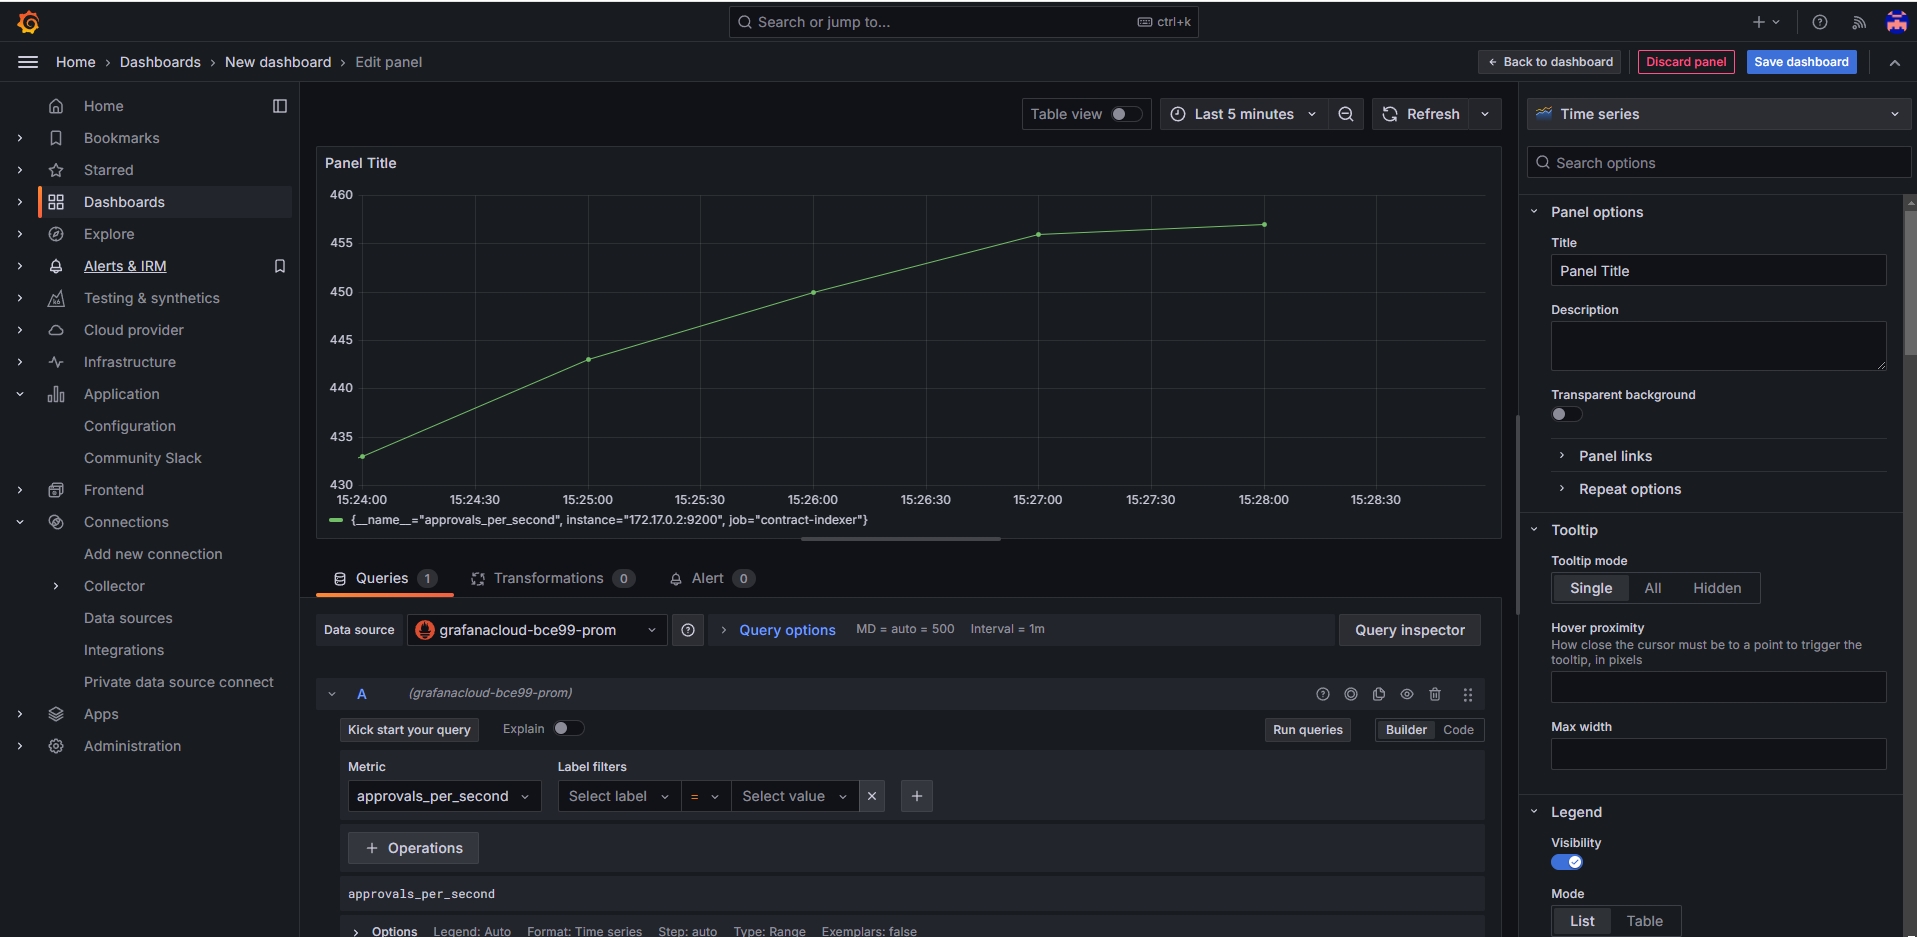 Search or jump to...
ctrl+k
Home
Dashboards
New dashboard
Edit panel
Back to dashboard
Discard panel
Save dashboard
Home
Bookmarks
Starred
Dashboards
Explore
Alerts & IRM
Testing & synthetics
Cloud provider
Infrastructure
Application
Configuration
Community Slack
Frontend
Connections
Add new connection
Collector
Data sources
Integrations
Private data source connect
Apps
Administration
Table view
Last 5 minutes
Refresh
Panel Title
460
455
450
445
440
435
430
15:24:00
15:24:30
15:25:00
15:25:30
15:26:00
15:26:30
15:27:00
15:27:30
15:28:00
15:28:30
{__name__="approvals_per_second", instance="172.17.0.2:9200", job="contract-indexer"}
Queries 1
Transformations 0
Alert 0
Data source
grafanacloud-bce99-prom
Query options
MD = auto = 500
Interval = 1m
Query inspector
A
(grafanacloud-bce99-prom)
Kick start your query
Explain
Run queries
Builder
Code
Metric
Label filters
approvals_per_second
Select label
=
Select value
+ Operations
approvals_per_second
Options
Legend: Auto
Format: Time series
Step: auto
Type: Range
Exemplars: false
Time series
Search options
Panel options
Title
Panel Title
Description
Transparent background
Panel links
Repeat options
Tooltip
Tooltip mode
Single
All
Hidden
Hover proximity
How close the cursor must be to a point to trigger the
tooltip, in pixels
Max width
Legend
Visibility
Mode
List
Table